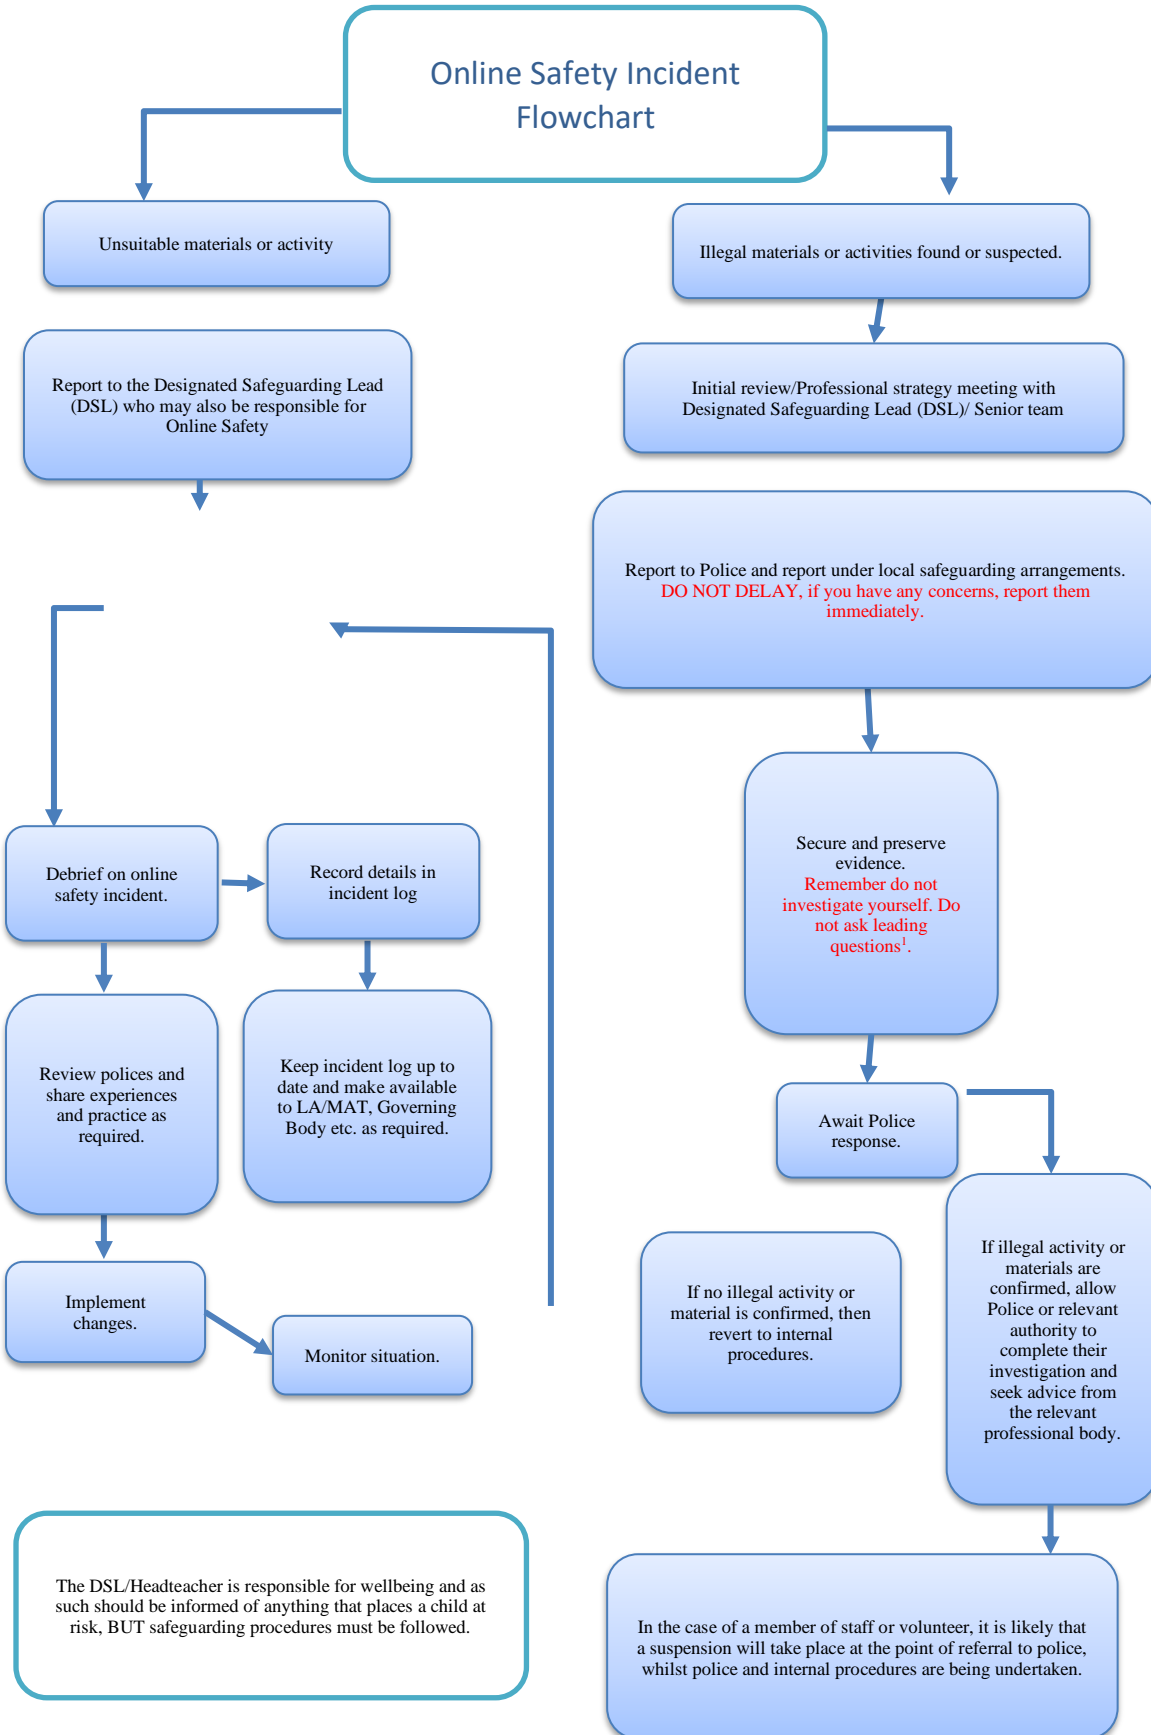 Online Safety Incident
Flowchart
Unsuitable materials or activity
Illegal materials or activities found or suspected.
Report to the Designated Safeguarding Lead
(DSL) who may also be responsible for
Online Safety
Initial review/Professional strategy meeting with
Designated Safeguarding Lead (DSL)/ Senior team
Report to Police and report under local safeguarding arrangements.
DO NOT DELAY, if you have any concerns, report them
immediately.
Secure and preserve
evidence.
Remember do not
investigate yourself. Do
not ask leading
questions¹.
Debrief on online
safety incident.
Record details in
incident log
Review polices and
share experiences
and practice as
required.
Keep incident log up to
date and make available
to LA/MAT, Governing
Body etc. as required.
Await Police
response.
Implement
changes.
Monitor situation.
If no illegal activity or
material is confirmed, then
revert to internal
procedures.
If illegal activity or
materials are
confirmed, allow
Police or relevant
authority to
complete their
investigation and
seek advice from
the relevant
professional body.
The DSL/Headteacher is responsible for wellbeing and as
such should be informed of anything that places a child at
risk, BUT safeguarding procedures must be followed.
In the case of a member of staff or volunteer, it is likely that
a suspension will take place at the point of referral to police,
whilst police and internal procedures are being undertaken.